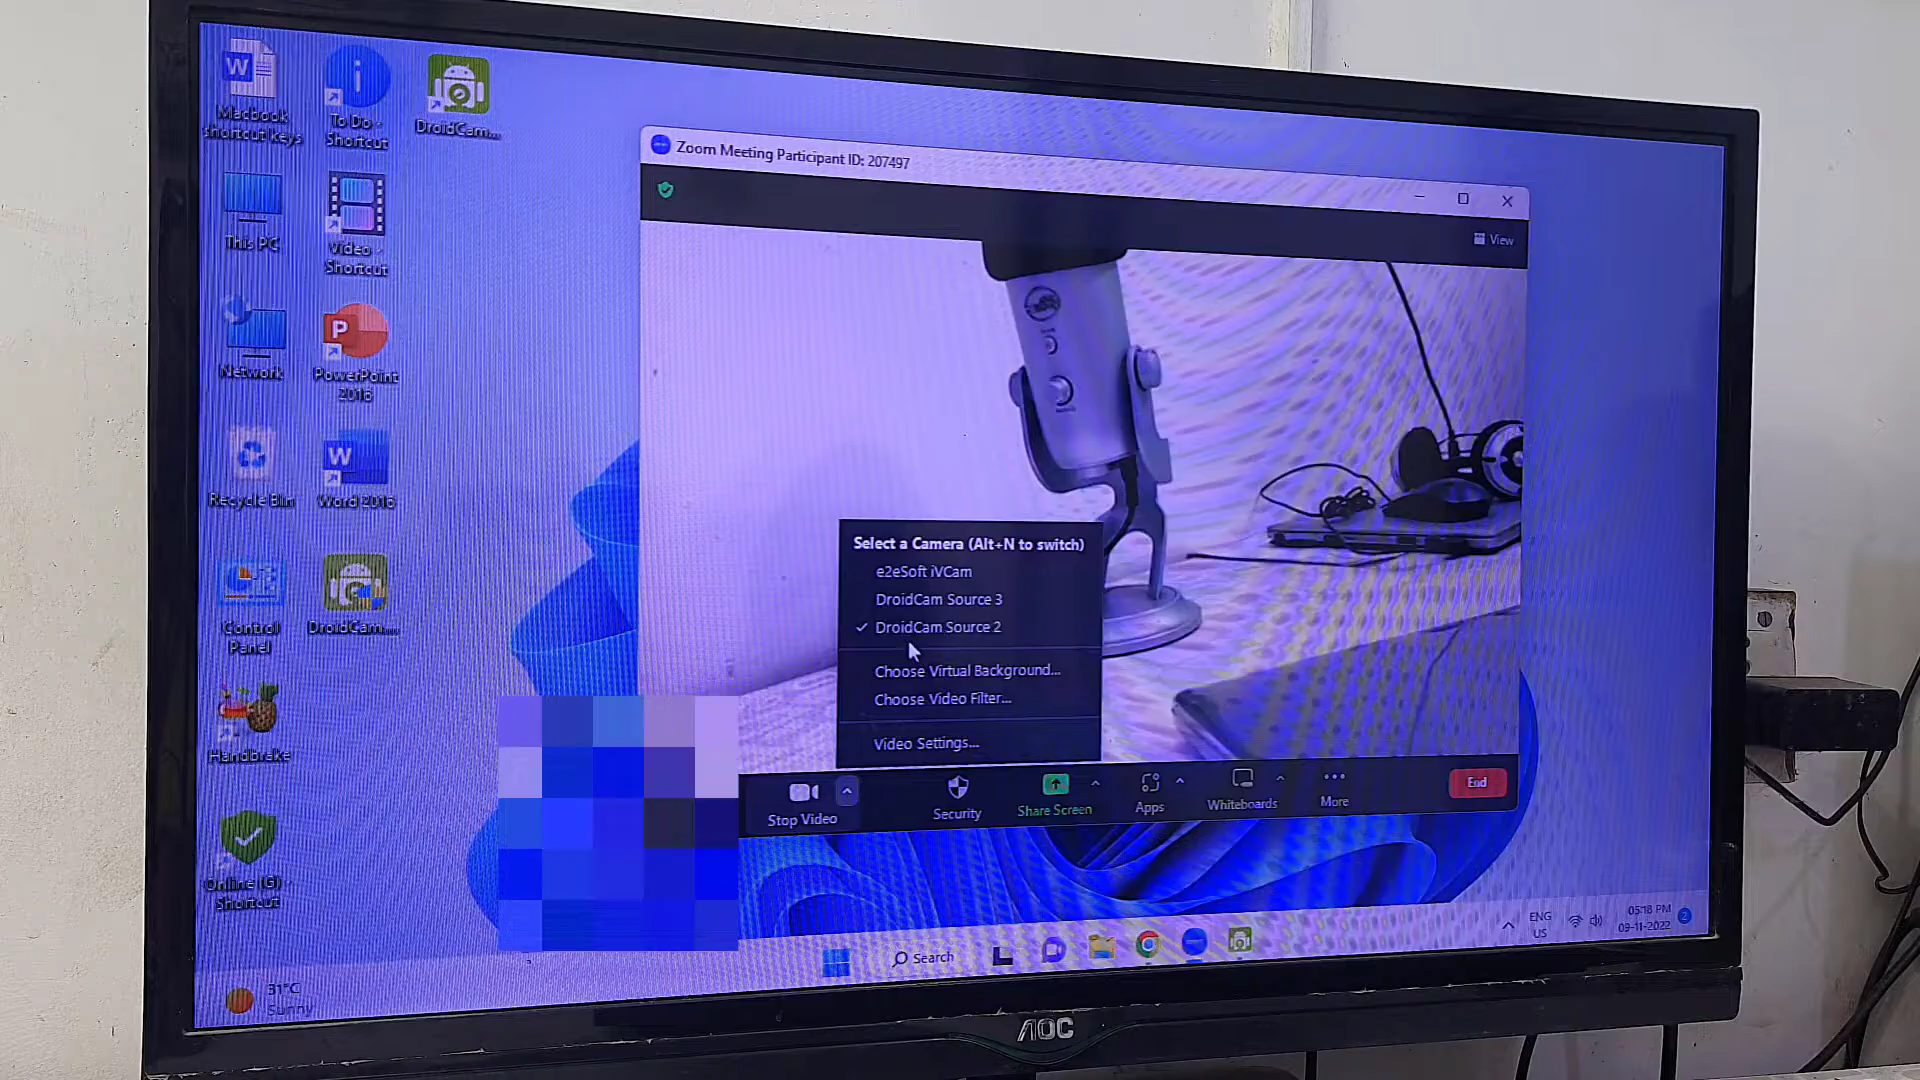 Macbook
shortcut keys
To Do -
Shortcut
DroidCam...
This PC
Video -
Shortcut
Network
PowerPoint
2016
Recycle Bin
Word 2016
Control
Panel
DroidCam...
Handbrake
Online (G) -
Shortcut
Zoom Meeting Participant ID: 207497
View
Select a Camera (Alt+N to switch)
e2eSoft iVCam
DroidCam Source 3
DroidCam Source 2
Choose Virtual Background...
Choose Video Filter...
Video Settings...
Stop Video
Security
Share Screen
Apps
Whiteboards
More
End
31°C
Sunny
Search
ENG
US
05:18 PM
09-11-2022
2
AOC